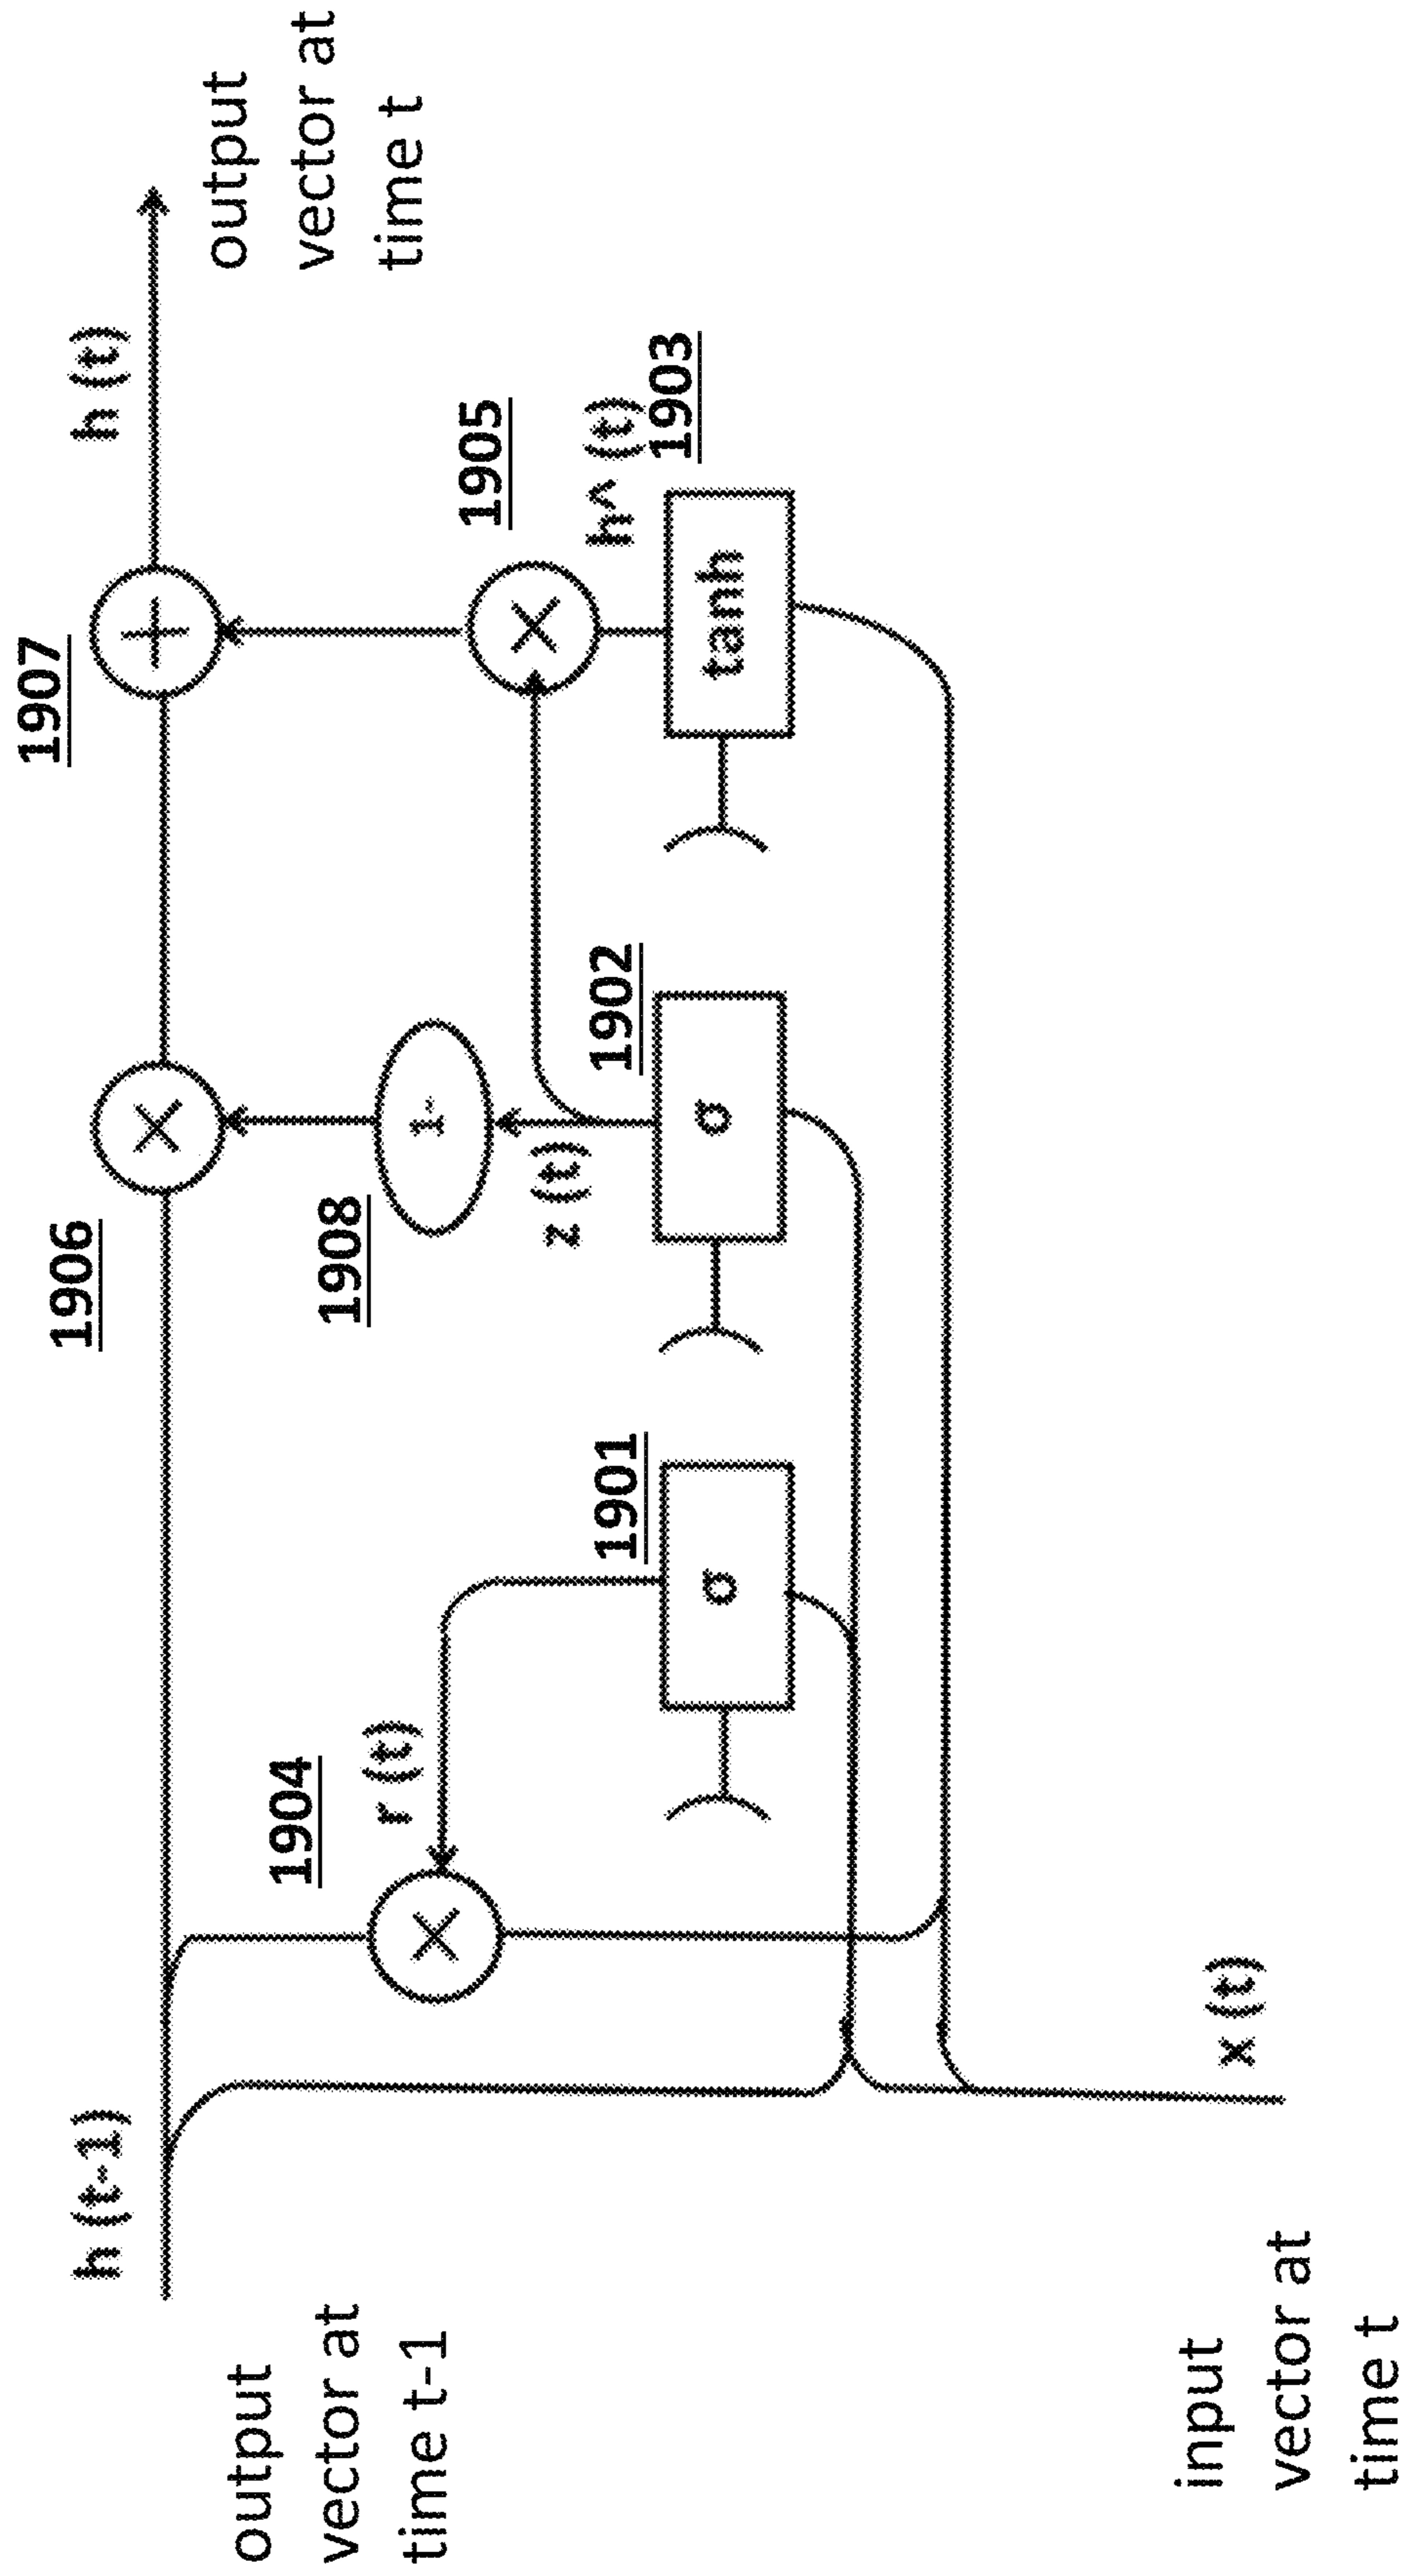 h (t-1)
output
vector at
time t-1
1906
1907
h (t)
output
vector at
time t
×
+
1904
r (t)
×
1908
1-
z (t)
1905
×
h^ (t)
1901
σ
1902
σ
1903
tanh
x (t)
input
vector at
time t